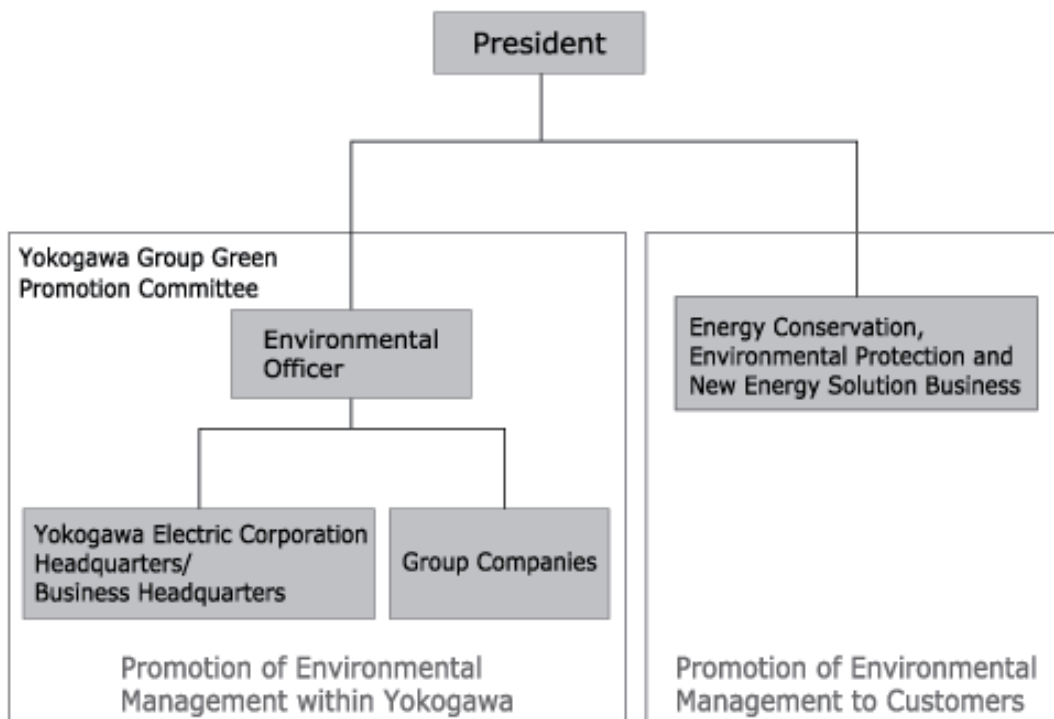 President
Yokogawa Group Green
Promotion Committee
Environmental
Officer
Yokogawa Electric Corporation
Headquarters/
Business Headquarters
Group Companies
Promotion of Environmental
Management within Yokogawa
Energy Conservation,
Environmental Protection and
New Energy Solution Business
Promotion of Environmental
Management to Customers